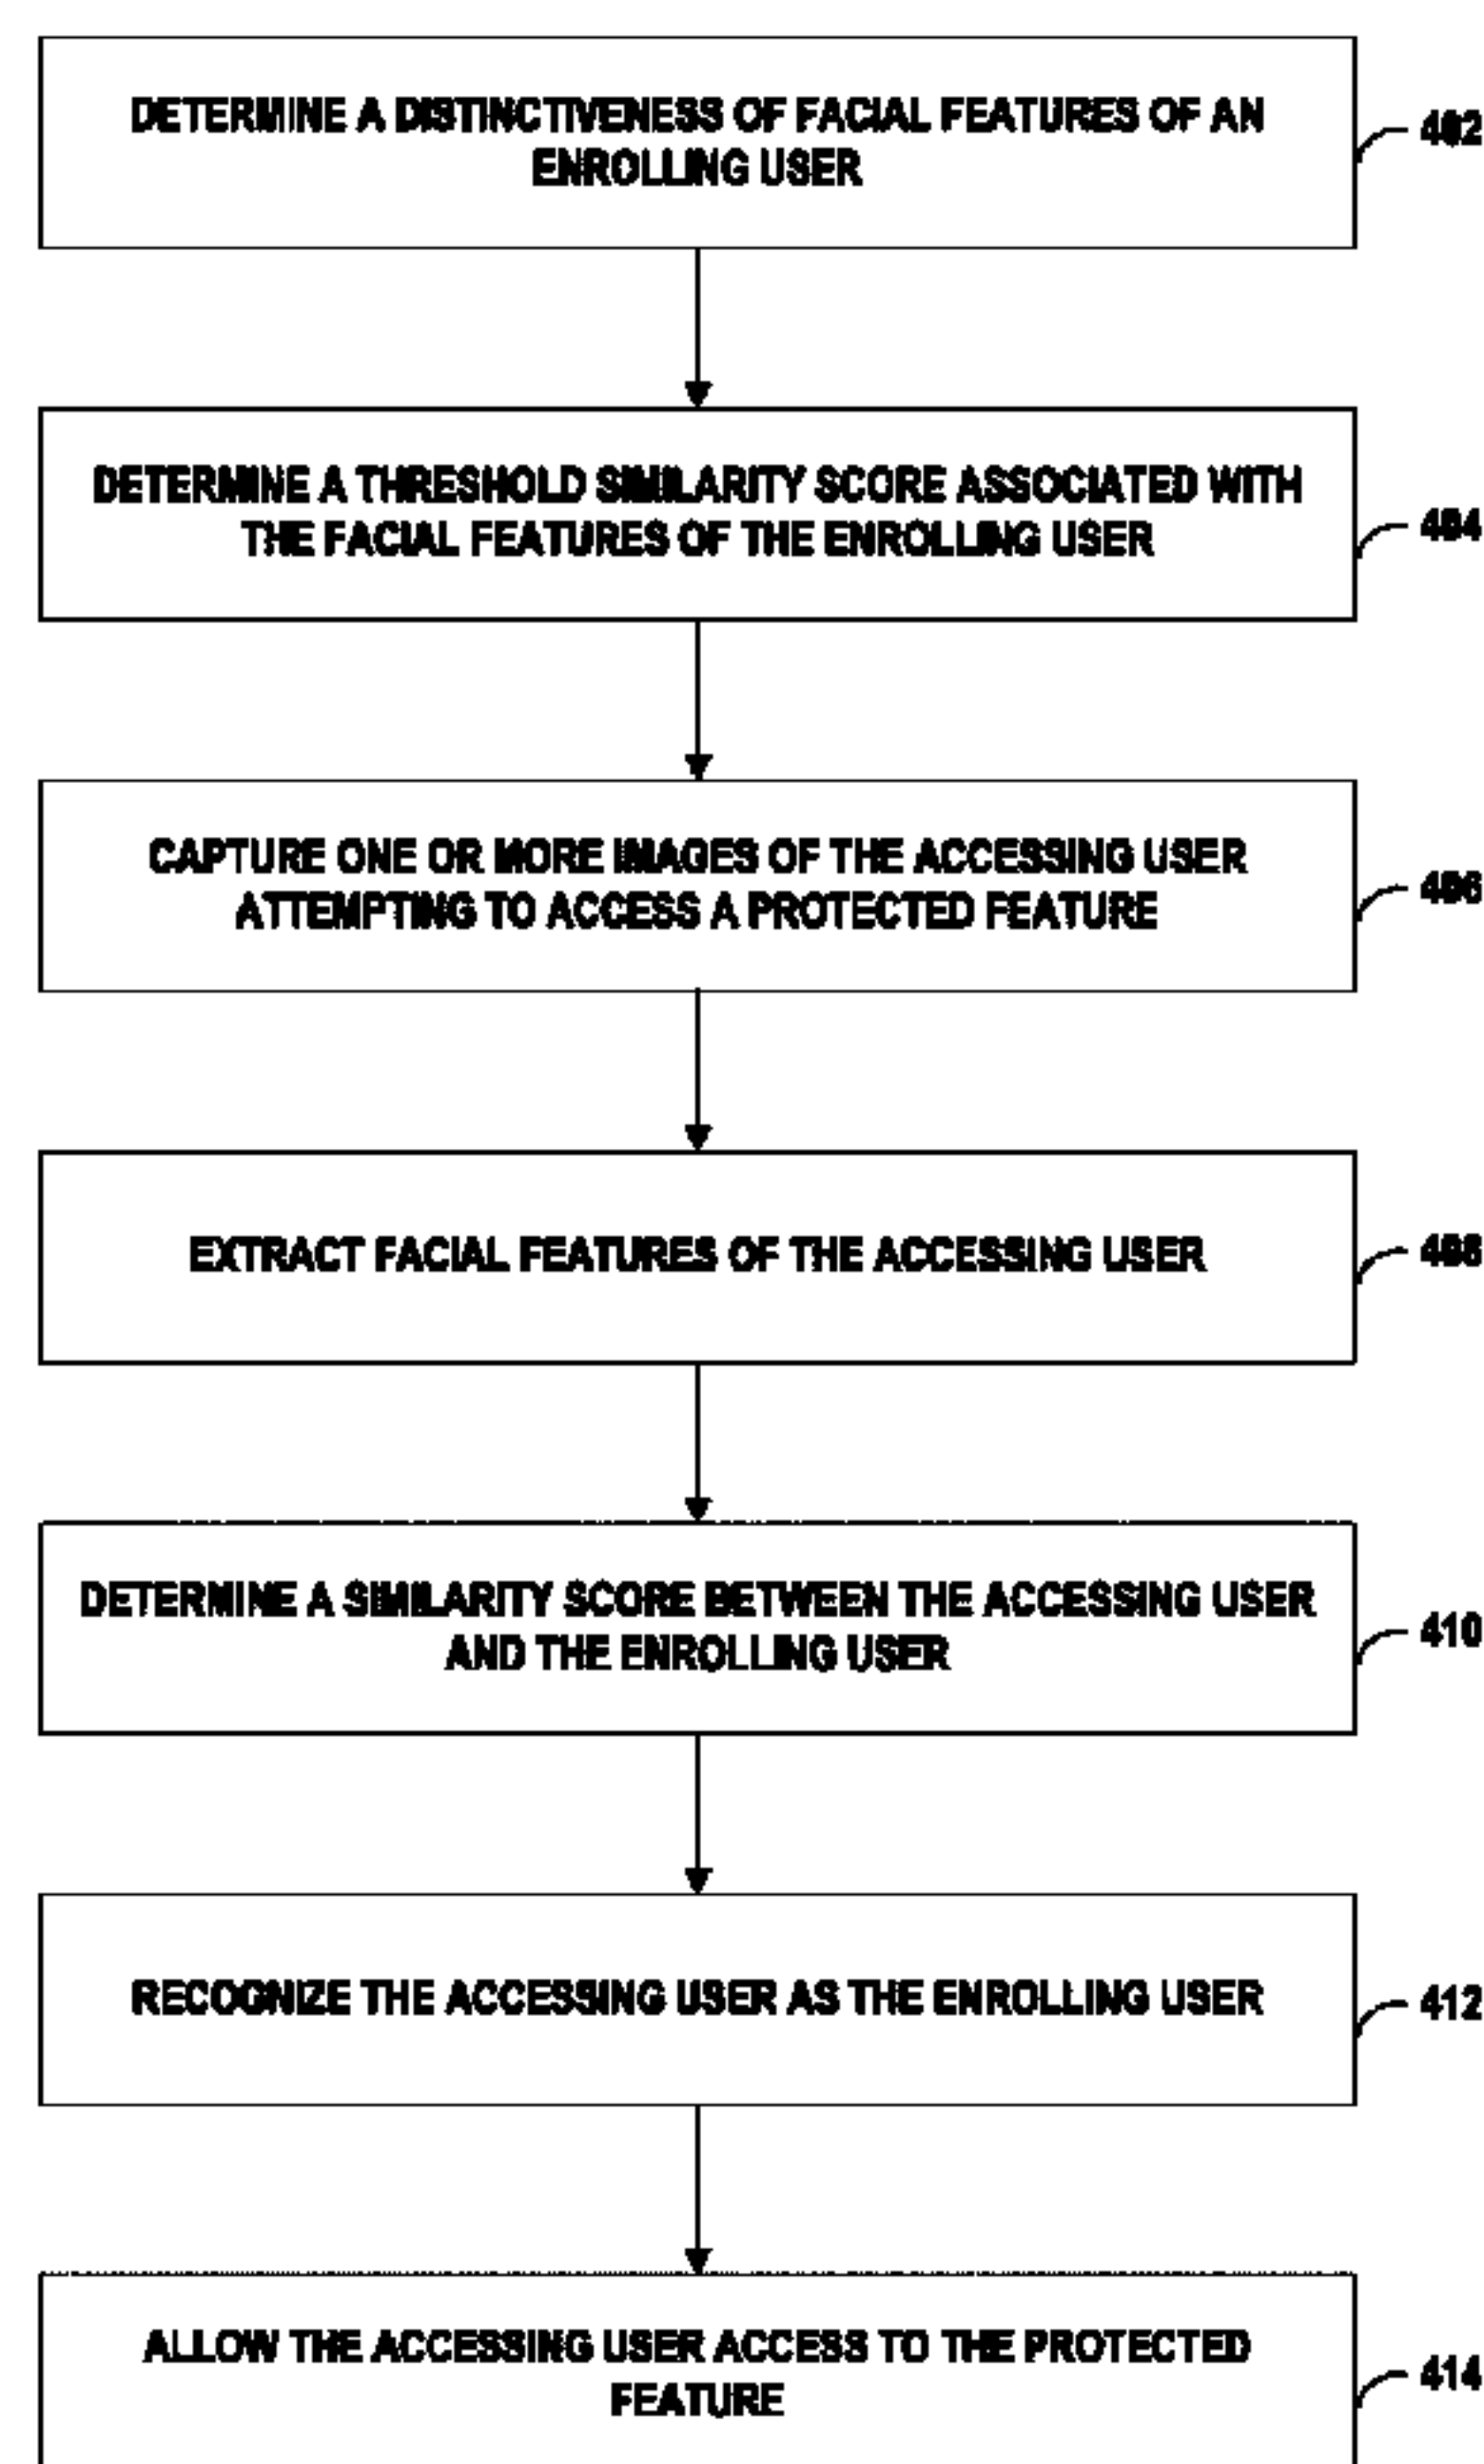 DETERMINE A DISTINCTIVENESS OF FACIAL FEATURES OF AN
ENROLLING USER
402
DETERMINE A THRESHOLD SIMILARITY SCORE ASSOCIATED WITH
THE FACIAL FEATURES OF THE ENROLLING USER
404
CAPTURE ONE OR MORE IMAGES OF THE ACCESSING USER
ATTEMPTING TO ACCESS A PROTECTED FEATURE
406
EXTRACT FACIAL FEATURES OF THE ACCESSING USER
408
DETERMINE A SIMILARITY SCORE BETWEEN THE ACCESSING USER
AND THE ENROLLING USER
410
RECOGNIZE THE ACCESSING USER AS THE ENROLLING USER
412
ALLOW THE ACCESSING USER ACCESS TO THE PROTECTED
FEATURE
414